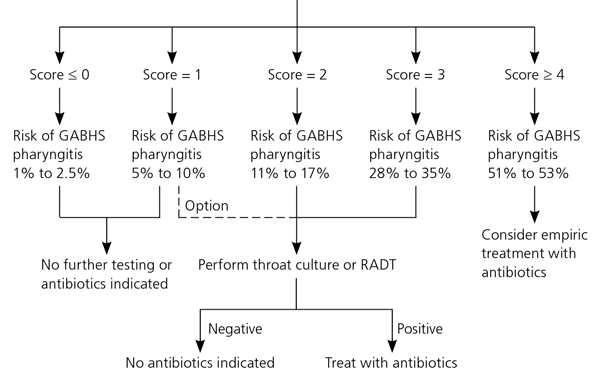 Score ≤ 0
Score = 1
Score = 2
Score = 3
Score ≥ 4
Risk of GABHS
pharyngitis
1% to 2.5%
Risk of GABHS
pharyngitis
5% to 10%
Risk of GABHS
pharyngitis
11% to 17%
Risk of GABHS
pharyngitis
28% to 35%
Risk of GABHS
pharyngitis
51% to 53%
Option
No further testing or
antibiotics indicated
Perform throat culture or RADT
Consider empiric
treatment with
antibiotics
Negative
Positive
No antibiotics indicated
Treat with antibiotics